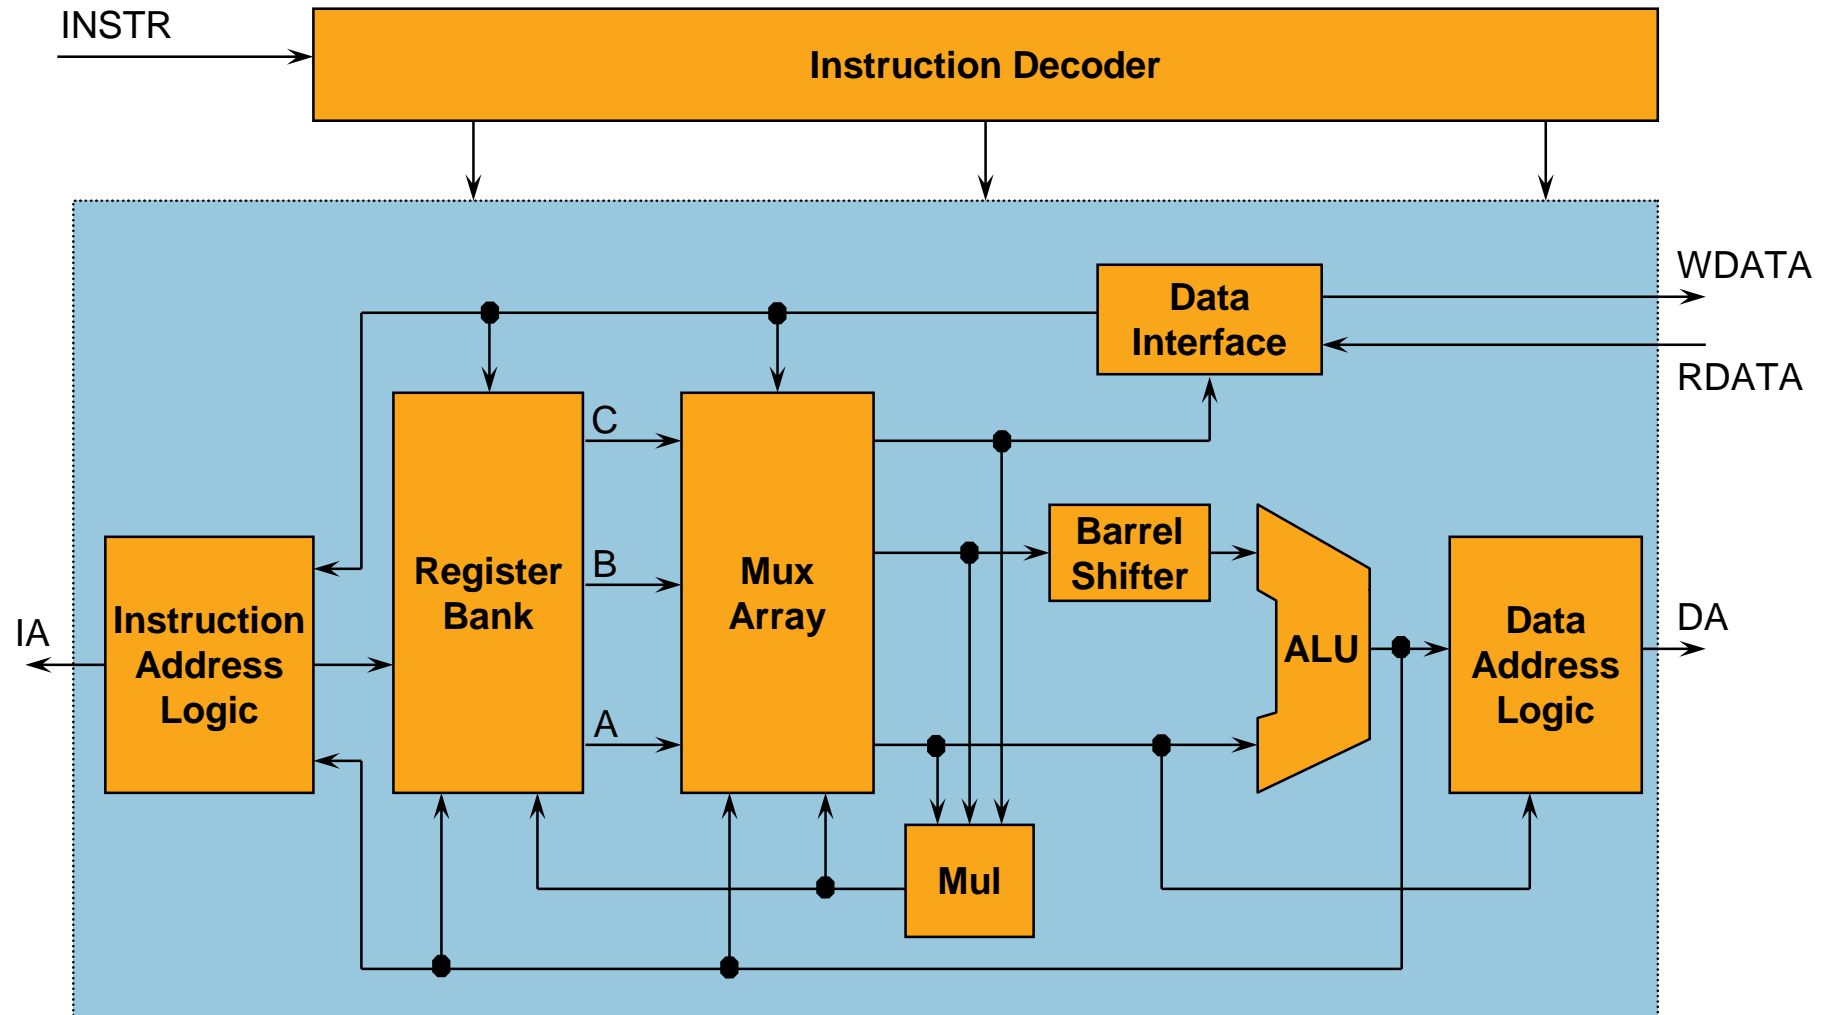 INSTR
Instruction Decoder
WDATA
Data
Interface
RDATA
C
Barrel
Shifter
Register
Bank
B
Mux
Array
Instruction
Address
Logic
IA
ALU
Data
Address
Logic
DA
A
Mul